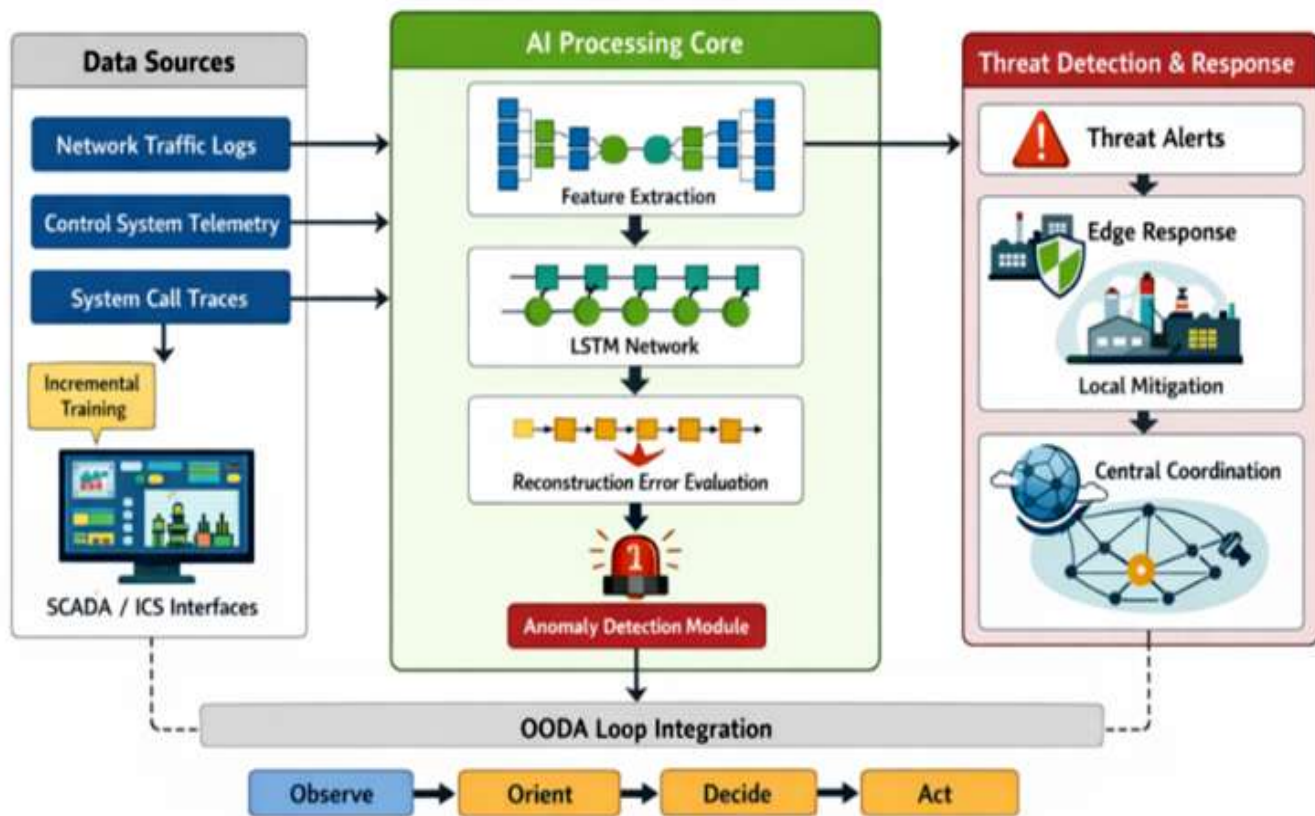 Data Sources
Network Traffic Logs
Control System Telemetry
System Call Traces
Incremental
Training
SCADA / ICS Interfaces
AI Processing Core
Feature Extraction
LSTM Network
Reconstruction Error Evaluation
1
Anomaly Detection Module
Threat Detection & Response
!
Threat Alerts
Edge Response
Local Mitigation
Central Coordination
OODA Loop Integration
Observe
Orient
Decide
Act